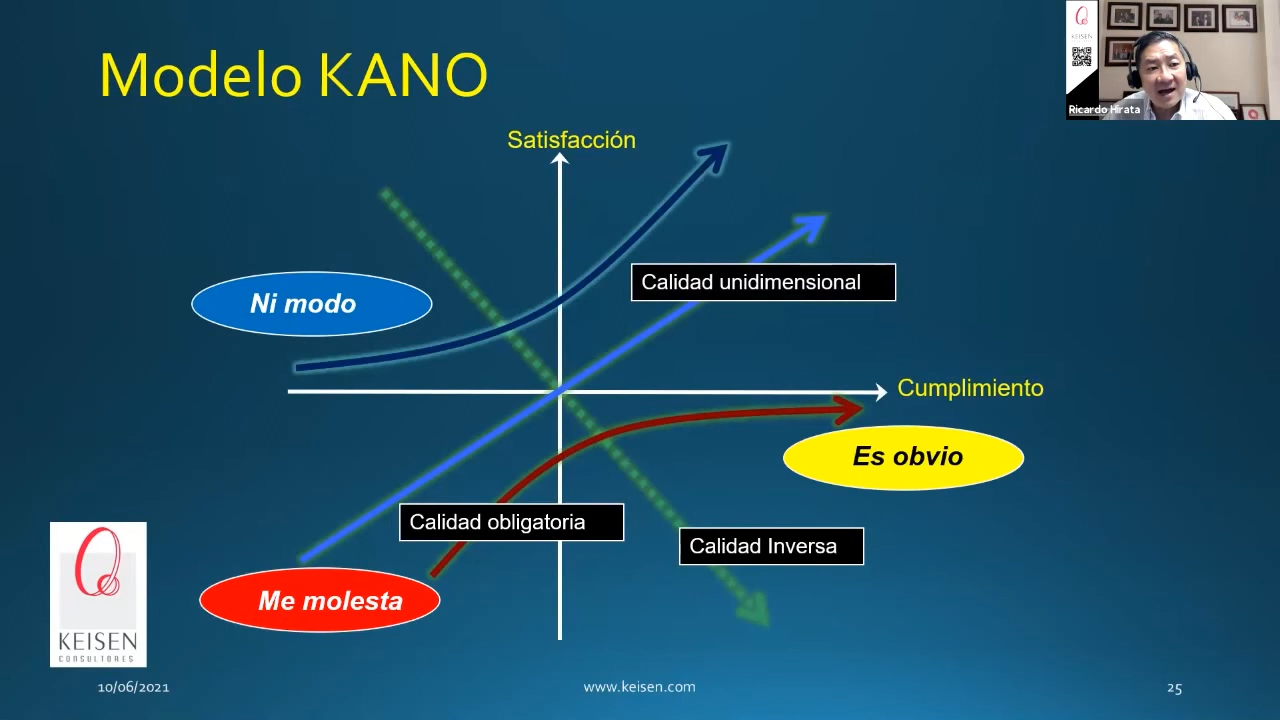 Modelo KANO
KEISEN
Ricardo Hirata
Satisfacción
Calidad unidimensional
Ni modo
Cumplimiento
Es obvio
Calidad obligatoria
Calidad Inversa
Me molesta
KEISEN
CONSULTORES
10/06/2021
www.keisen.com
25